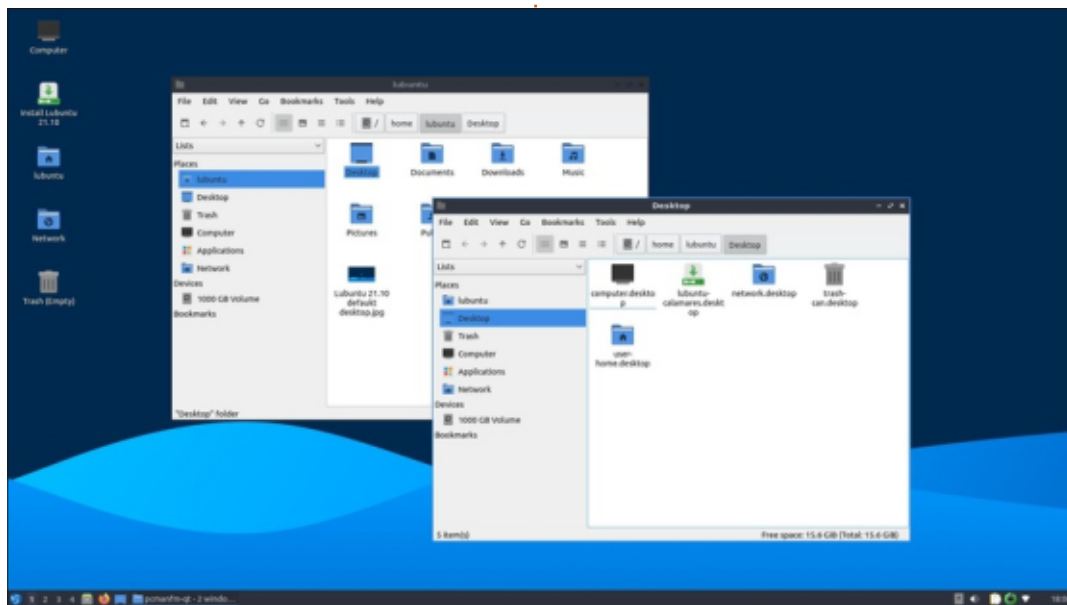 Computer
Install Lubuntu
21.10
lubuntu
Network
Trash (Empty)
lubuntu
File Edit View Go Bookmarks Tools Help
/ home lubuntu Desktop
Lists
Places
lubuntu
Desktop
Trash
Computer
Applications
Network
Devices
1000 GB Volume
Bookmarks
Desktop Documents Downloads Music
Pictures
Lubuntu 21.10
defaukt
desktop.jpg
"Desktop" folder
Desktop
File Edit View Go Bookmarks Tools Help
/ home lubuntu Desktop
Lists
Places
lubuntu
Desktop
Trash
Computer
Applications
Network
Devices
1000 GB Volume
Bookmarks
computer.deskto
p
lubuntu-
calamares.deskt
op
network.desktop
trash-
can.desktop
user-
home.desktop
5 item(s)
Free space: 15.6 GiB (Total: 15.6 GiB)
1 2 3 4 pcmanfm-qt - 2 windo...